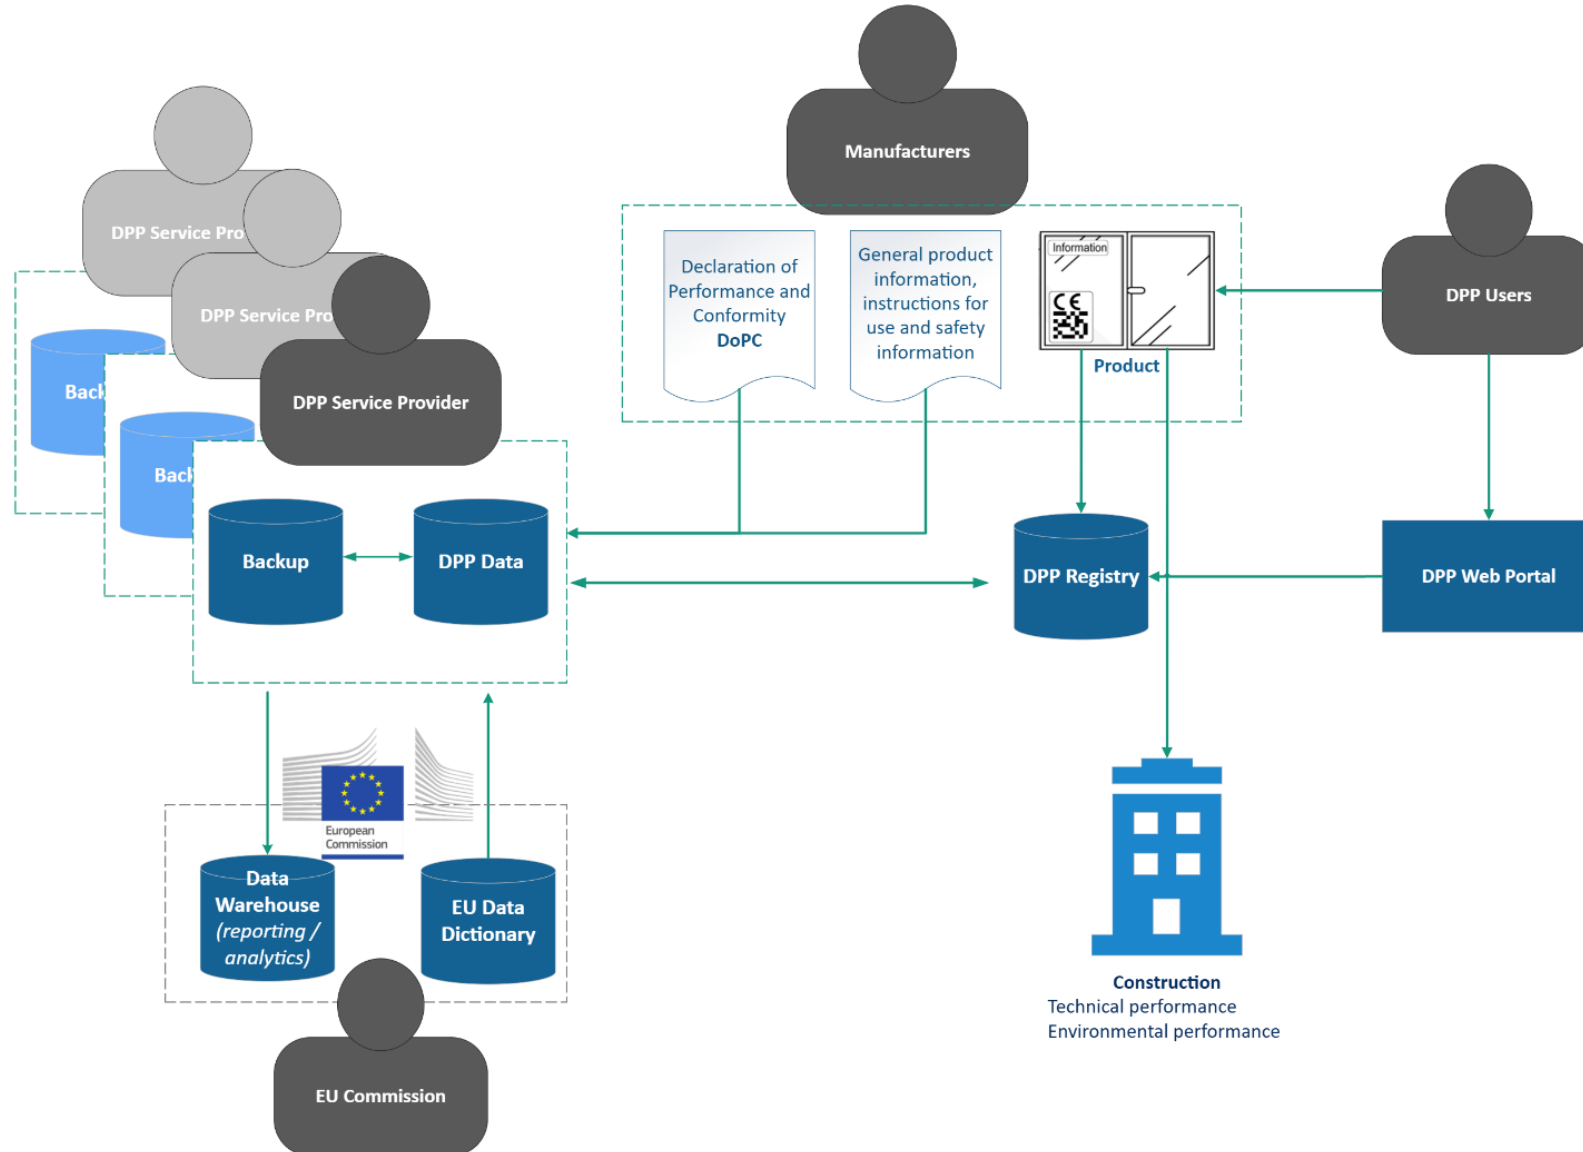 Manufacturers
DPP Service Pro
DPP Service Pro
DPP Service Provider
Back
Back
Backup
DPP Data
Declaration of
Performance and
Conformity
DoPC
General product
information,
instructions for
use and safety
information
Information
CE
Product
DPP Users
DPP Registry
DPP Web Portal
European
Commission
Data
Warehouse
(reporting /
analytics)
EU Data
Dictionary
EU Commission
Construction
Technical performance
Environmental performance